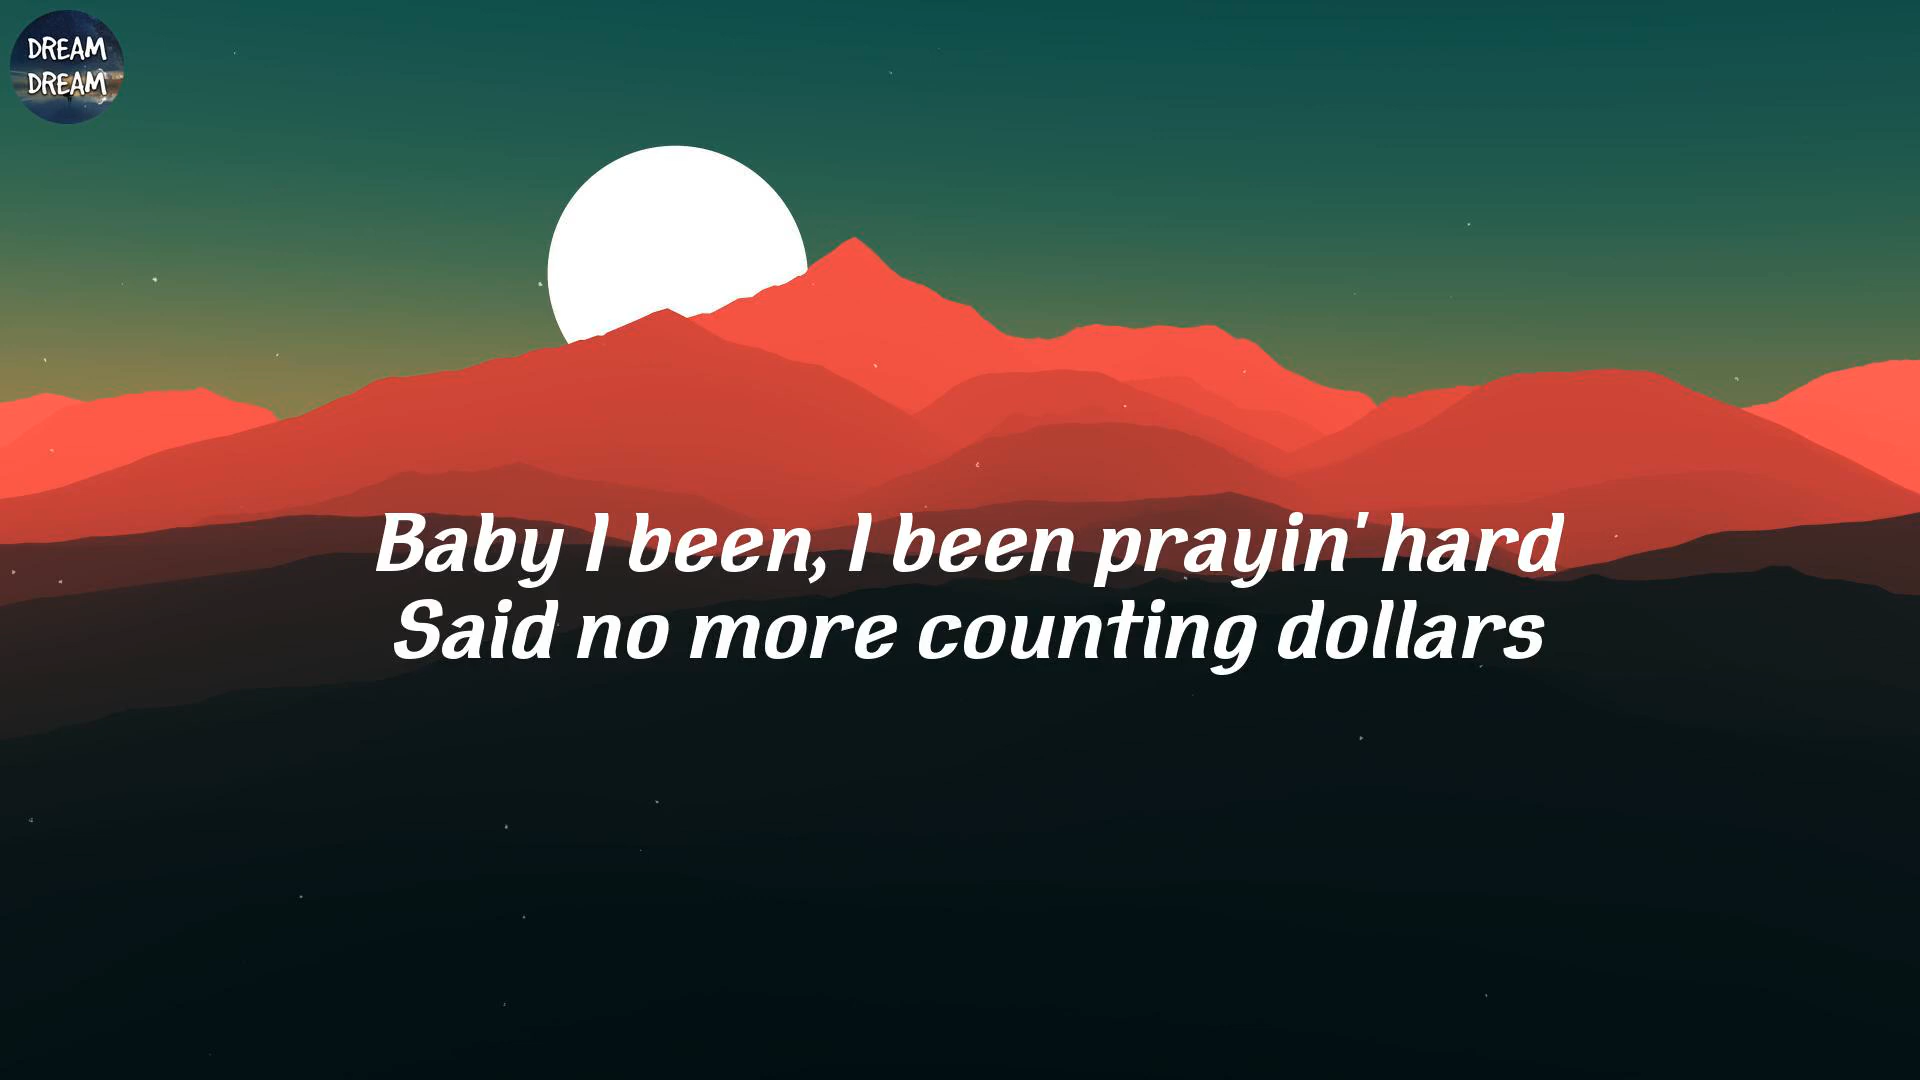 DREAM
DREAM
Baby I been, I been prayin' hard
Said no more counting dollars